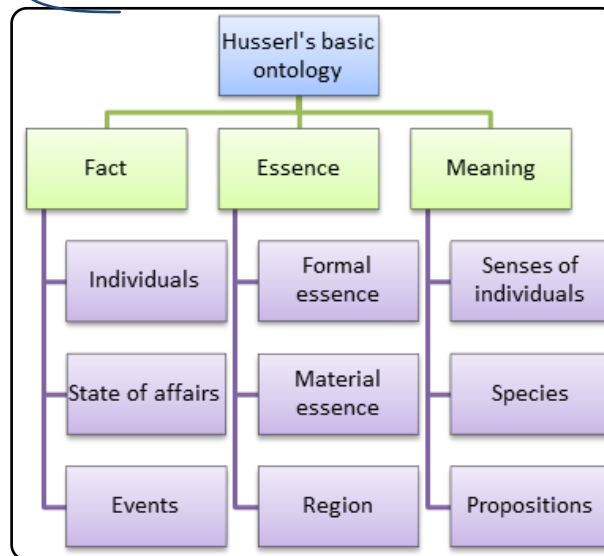 Husserl's basic
ontology
Fact
Essence
Meaning
Individuals
Formal
essence
Senses of
individuals
State of affairs
Material
essence
Species
Events
Region
Propositions